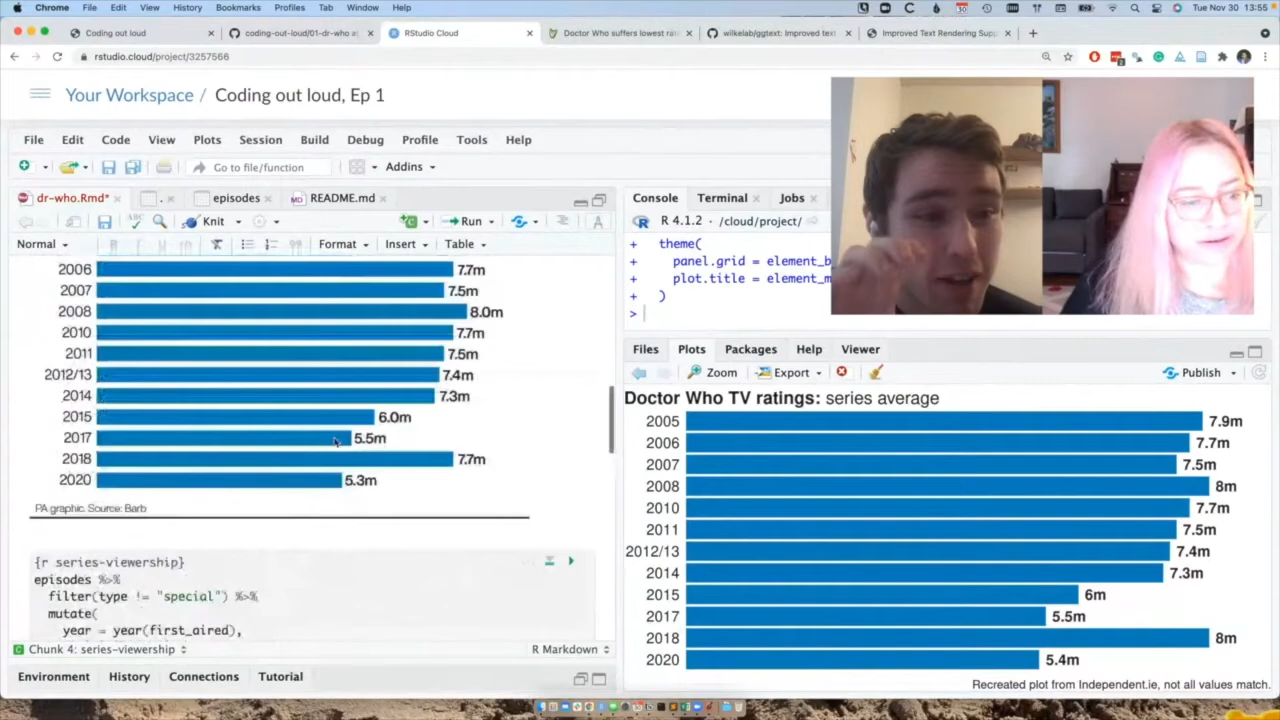 Chrome File Edit View History Bookmarks Profiles Tab Window Help Tue Nov 30 13:55
Coding out loud coding-out-loud/01-dr-who a RStudio Cloud Doctor Who suffers lowest rati wilkelab/ggtext: Improved text Improved Text Rendering Supp
rstudio.cloud/project/3257566
Your Workspace / Coding out loud, Ep 1
File Edit Code View Plots Session Build Debug Profile Tools Help
Go to file/function Addins
dr-who.Rmd* episodes README.md
Knit Run
Normal Format Insert Table
2006 7.7m
2007 7.5m
2008 8.0m
2010 7.7m
2011 7.5m
2012/13 7.4m
2014 7.3m
2015 6.0m
2017 5.5m
2018 7.7m
2020 5.3m
PA graphic. Source: Barb
{r series-viewership}
episodes %>%
filter(type != "special") %>%
mutate(
year = year(first_aired),
Chunk 4: series-viewership R Markdown
Environment History Connections Tutorial
Console Terminal Jobs
R 4.1.2 · /cloud/project/
+ theme(
+ panel.grid = element_b
+ plot.title = element_m
+ )
>
Files Plots Packages Help Viewer
Zoom Export Publish
Doctor Who TV ratings: series average
2005 7.9m
2006 7.7m
2007 7.5m
2008 8m
2010 7.7m
2011 7.5m
2012/13 7.4m
2014 7.3m
2015 6m
2017 5.5m
2018 8m
2020 5.4m
Recreated plot from Independent.ie, not all values match.